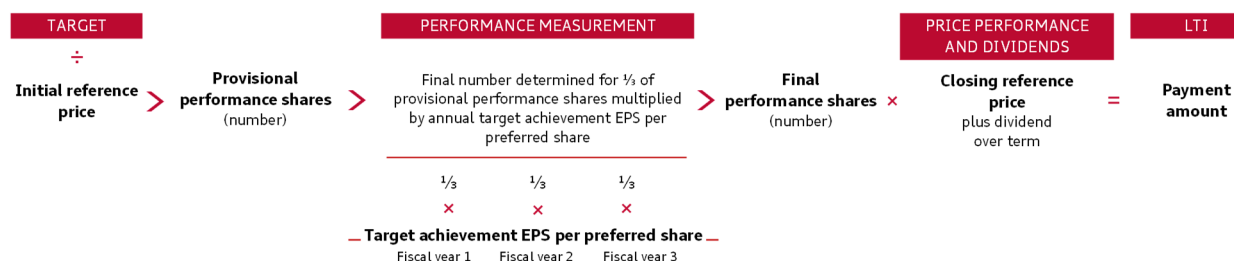 TARGET
÷
Initial reference
price
>
Provisional
performance shares
(number)
>
PERFORMANCE MEASUREMENT
Final number determined for ⅓ of
provisional performance shares multiplied
by annual target achievement EPS per
preferred share
⅓ ⅓ ⅓
× × ×
Target achievement EPS per preferred share
Fiscal year 1 Fiscal year 2 Fiscal year 3
>
Final
performance shares
(number)
×
PRICE PERFORMANCE
AND DIVIDENDS
Closing reference
price
plus dividend
over term
=
LTI
Payment
amount